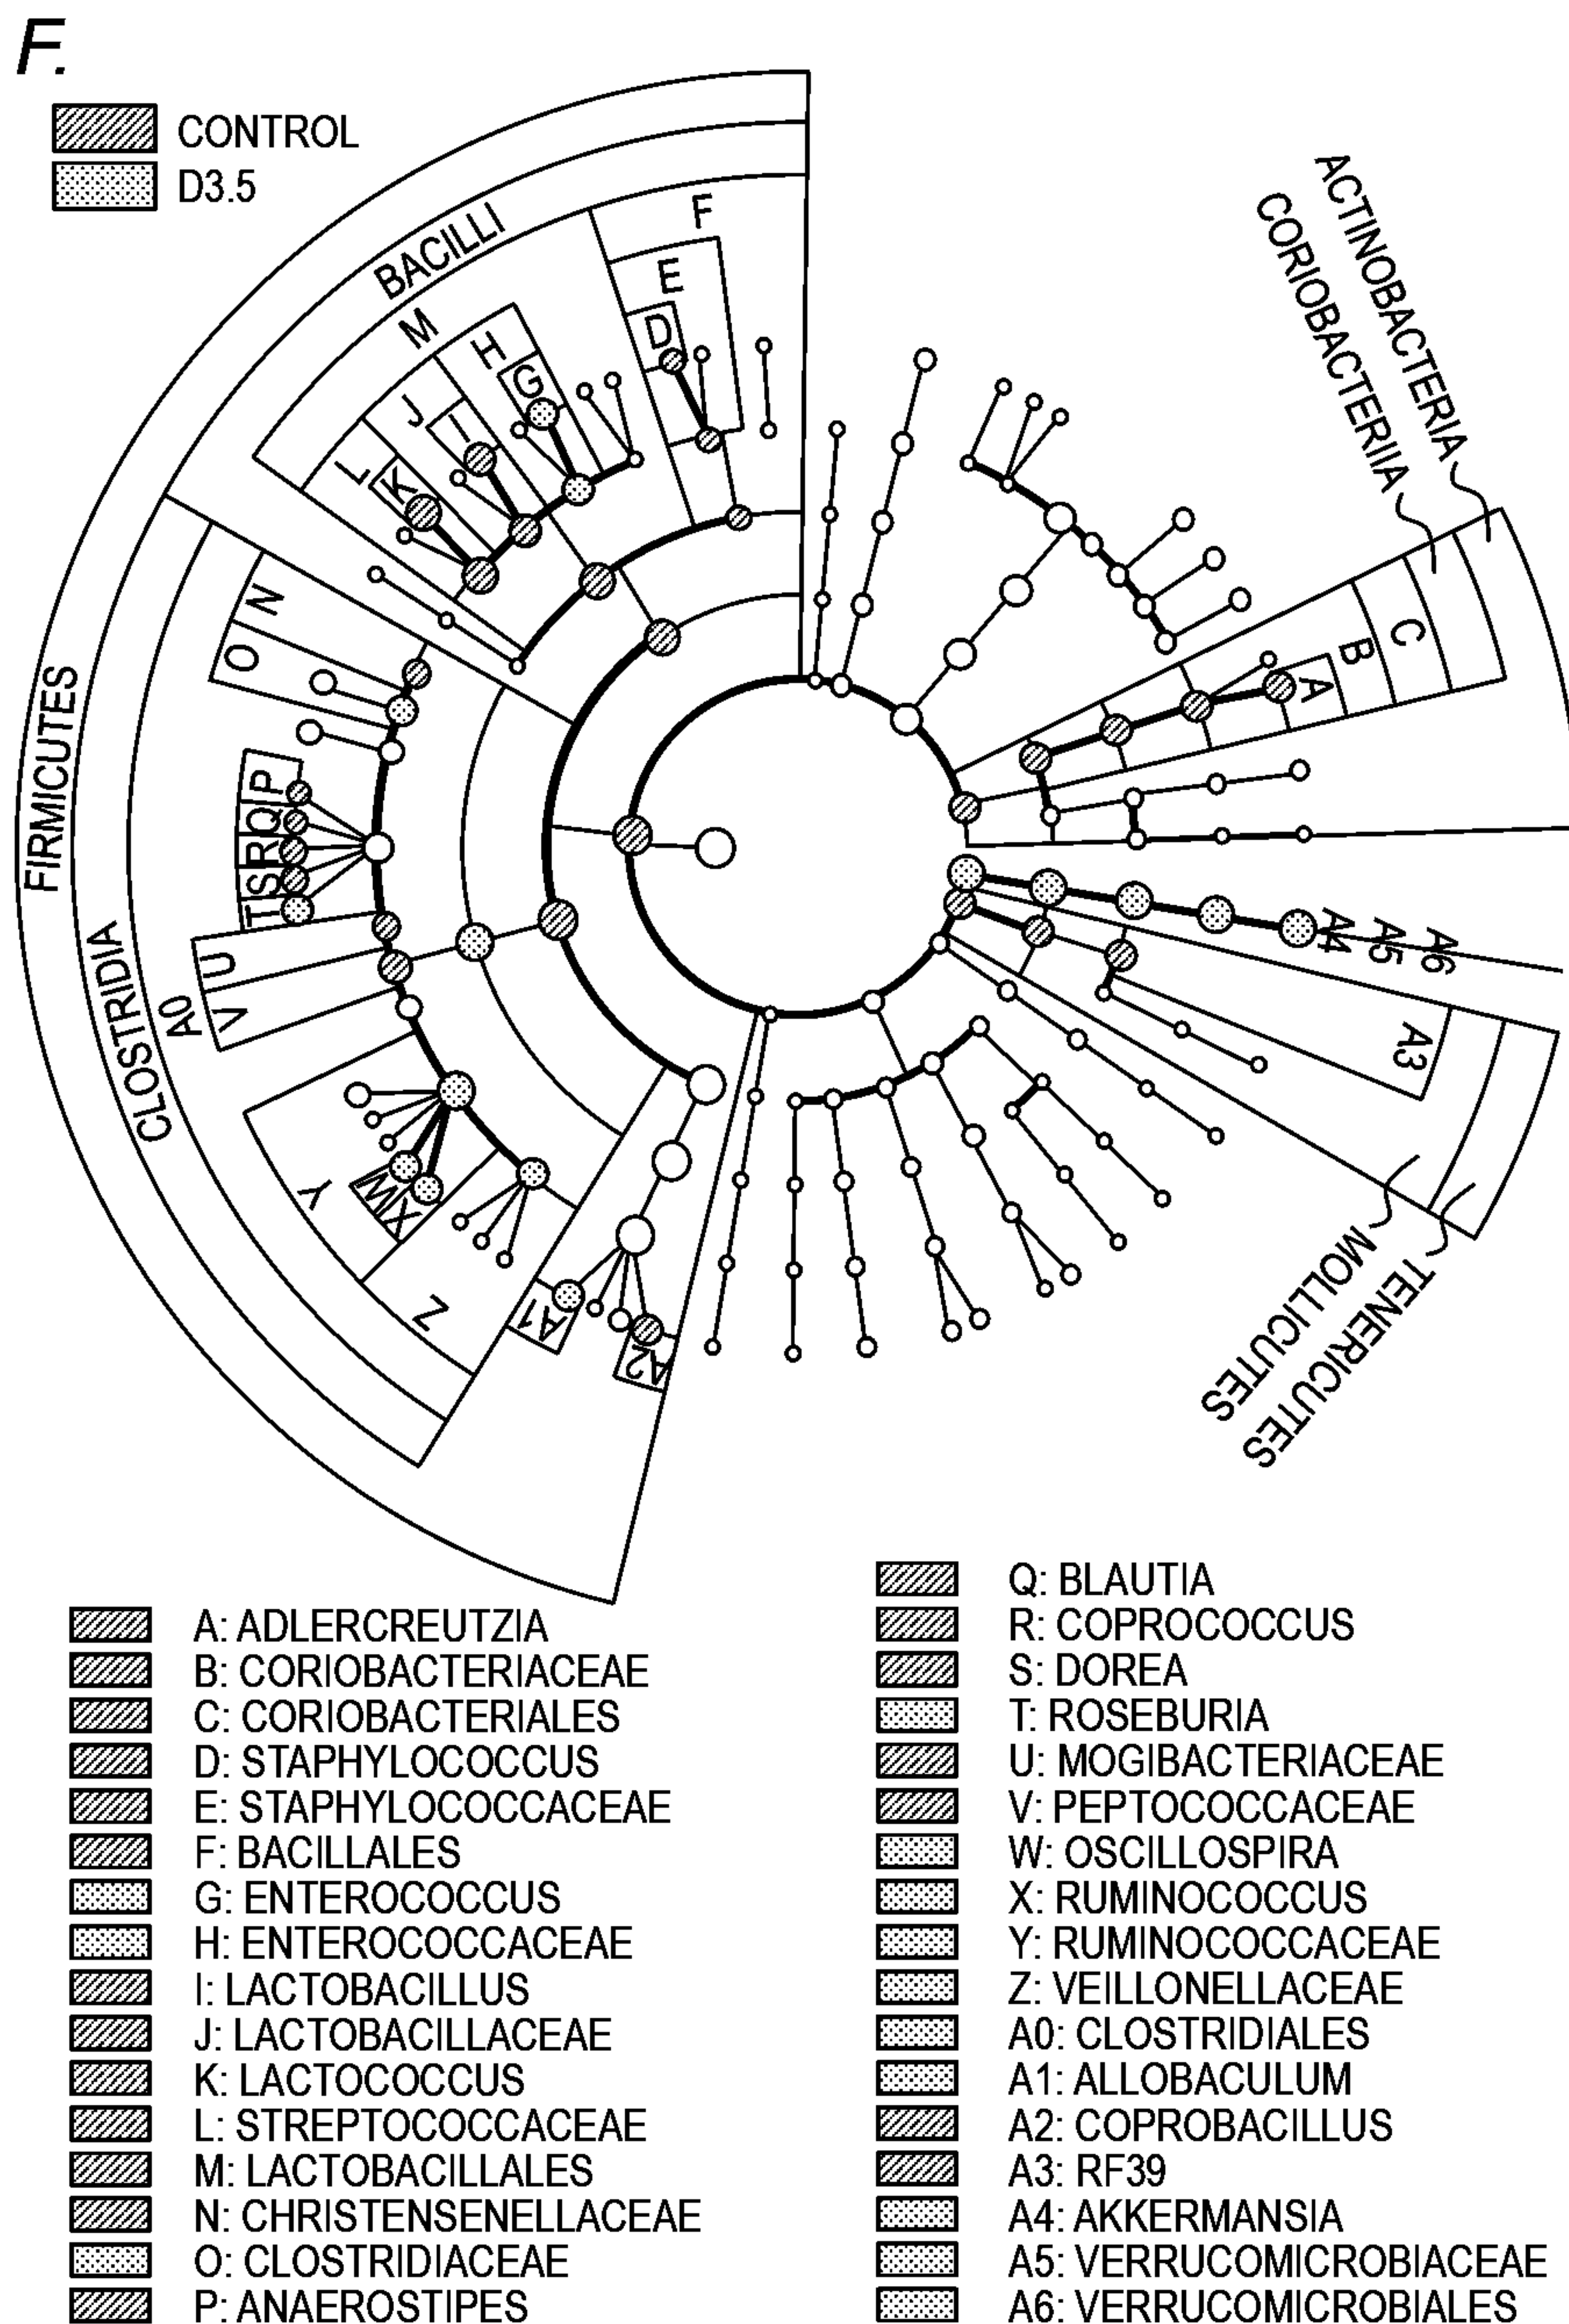 F.
CONTROL
D3.5
ACTINOBACTERIA
CORIOBACTERIIA
FIRMICUTES
BACILLI
CLOSTRIDIA
MOLLICUTES
TENERICUTES
A
B
C
D
E
F
G
H
I
J
K
L
M
N
O
P
Q
R
S
T
U
V
W
X
Y
Z
A0
A1
A2
A3
A4
A5
A6
A: ADLERCREUTZIA
B: CORIOBACTERIACEAE
C: CORIOBACTERIALES
D: STAPHYLOCOCCUS
E: STAPHYLOCOCCACEAE
F: BACILLALES
G: ENTEROCOCCUS
H: ENTEROCOCCACEAE
I: LACTOBACILLUS
J: LACTOBACILLACEAE
K: LACTOCOCCUS
L: STREPTOCOCCACEAE
M: LACTOBACILLALES
N: CHRISTENSENELLACEAE
O: CLOSTRIDIACEAE
P: ANAEROSTIPES
Q: BLAUTIA
R: COPROCOCCUS
S: DOREA
T: ROSEBURIA
U: MOGIBACTERIACEAE
V: PEPTOCOCCACEAE
W: OSCILLOSPIRA
X: RUMINOCOCCUS
Y: RUMINOCOCCACEAE
Z: VEILLONELLACEAE
A0: CLOSTRIDIALES
A1: ALLOBACULUM
A2: COPROBACILLUS
A3: RF39
A4: AKKERMANSIA
A5: VERRUCOMICROBIACEAE
A6: VERRUCOMICROBIALES